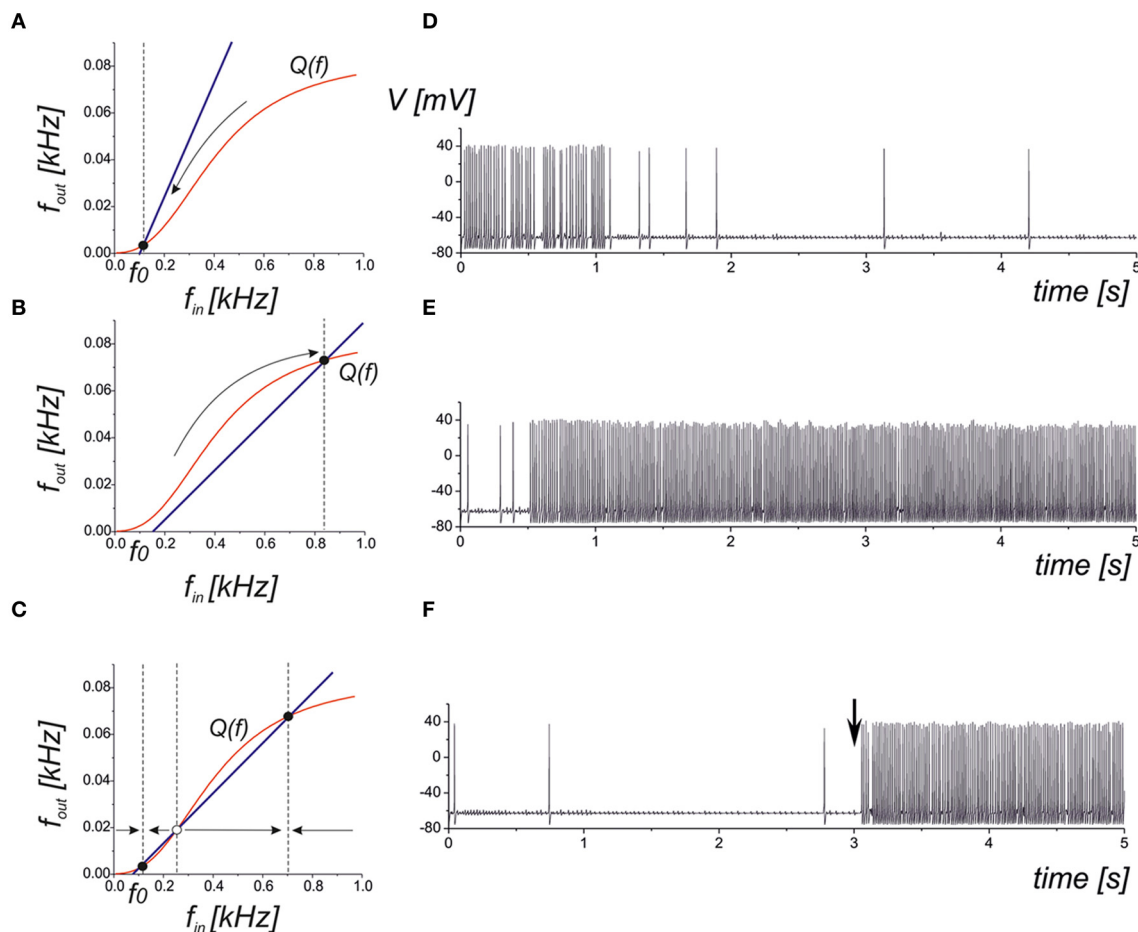 A
f_out [kHz]
0.08
0.06
0.04
0.02
0.00
Q(f)
0.0 0.2 0.4 0.6 0.8 1.0
f0
f_in [kHz]
D
V [mV]
40
0
-40
-80
0 1 2 3 4 5
time [s]
B
f_out [kHz]
0.08
0.06
0.04
0.02
0.00
Q(f)
0.0 0.2 0.4 0.6 0.8 1.0
f0
f_in [kHz]
E
40
0
-60
-80
0 1 2 3 4 5
time [s]
C
f_out [kHz]
0.08
0.06
0.04
0.02
0.00
Q(f)
0.0 0.2 0.4 0.6 0.8 1.0
f0
f_in [kHz]
F
40
0
-40
-80
0 1 2 3 4 5
time [s]